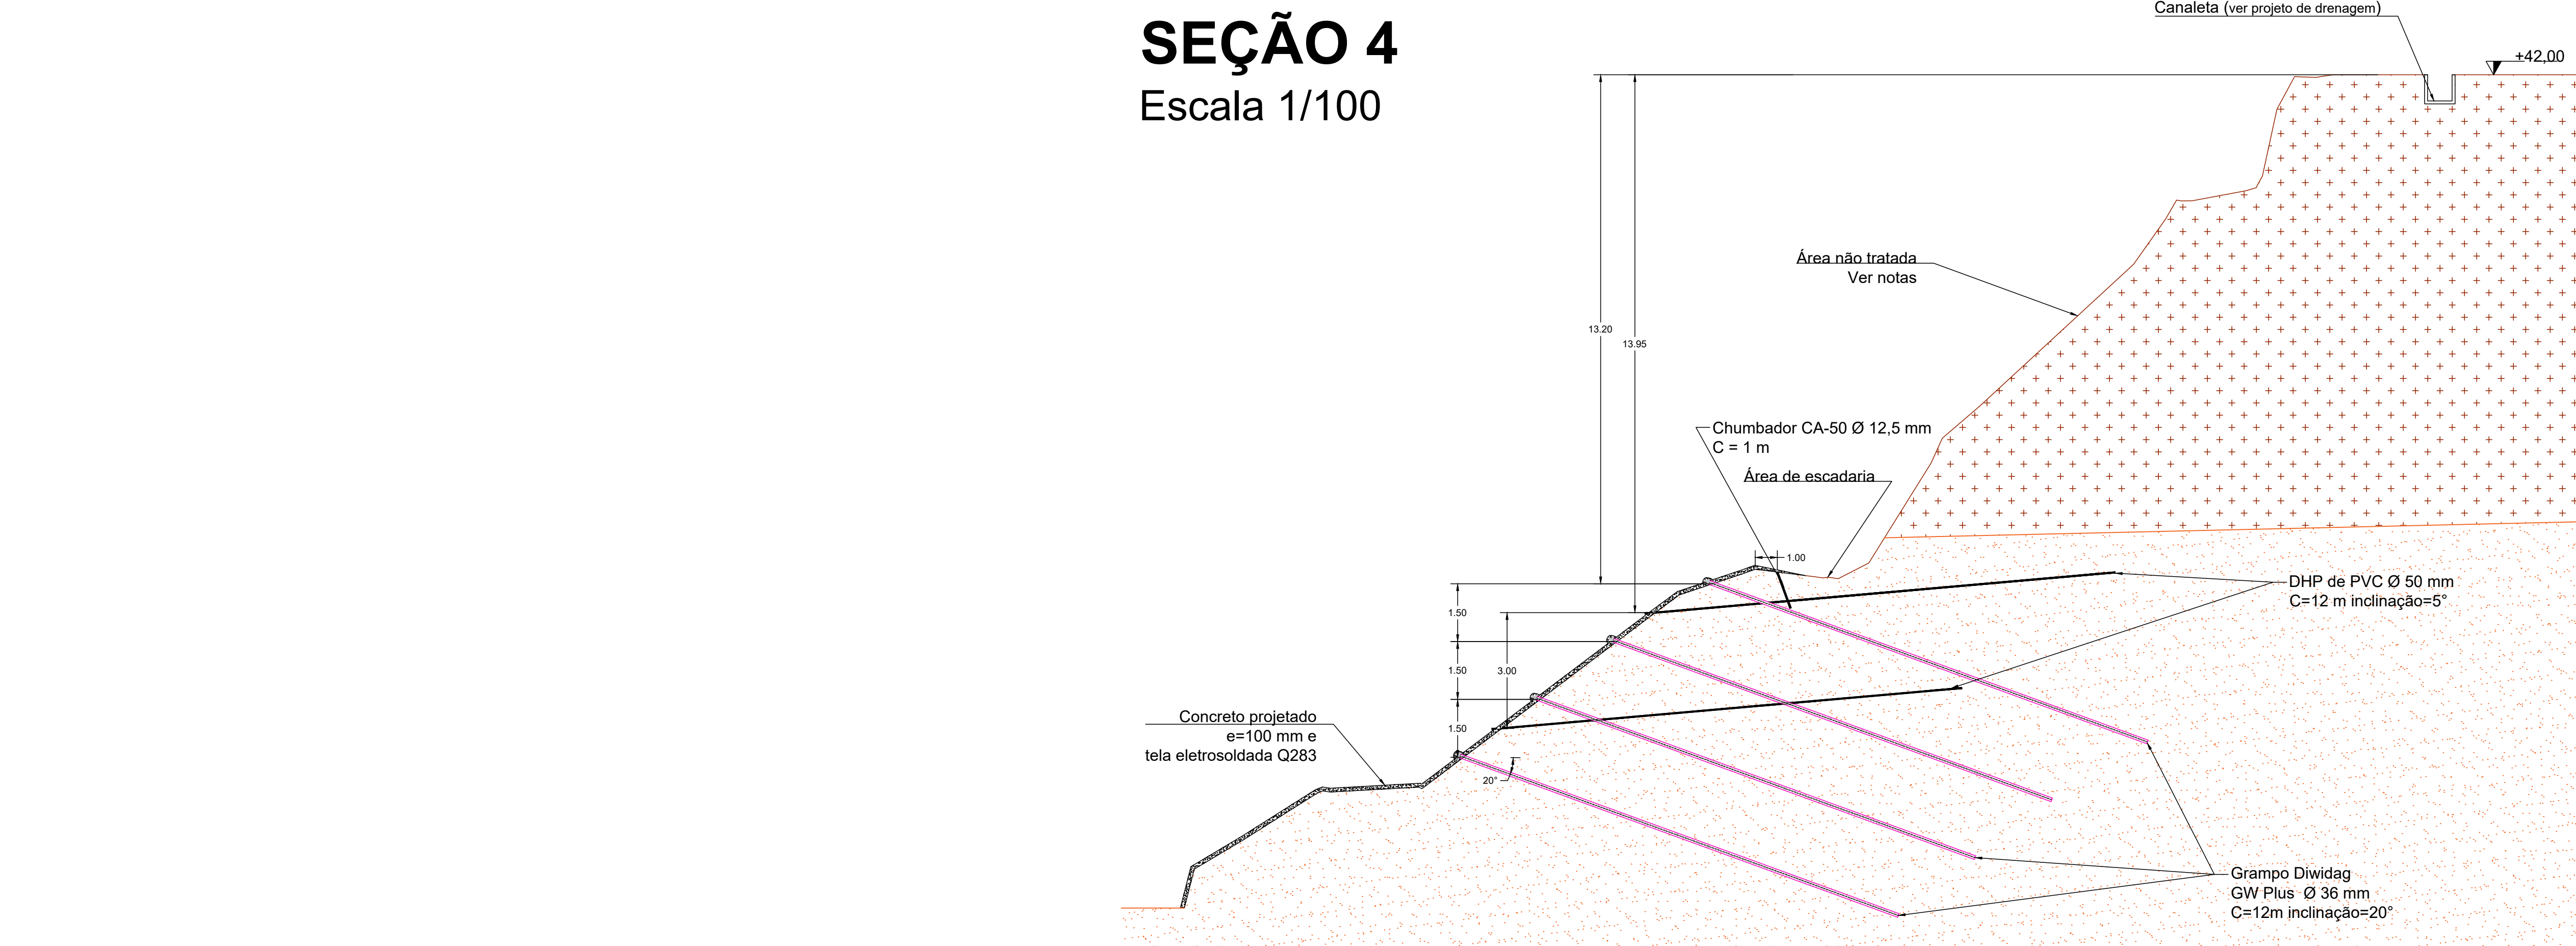 Canaleta (ver projeto de drenagem)
SEÇÃO 4
Escala 1/100
+42,00
Área não tratada
Ver notas
13.20
13.95
Chumbador CA-50 Ø 12,5 mm
C = 1 m
Área de escadaria
1.00
DHP de PVC Ø 50 mm
C=12 m inclinação=5°
1.50
1.50
3.00
1.50
Concreto projetado
e=100 mm e
tela eletrosoldada Q283
20°
Grampo Diwidag
GW Plus Ø 36 mm
C=12m inclinação=20°